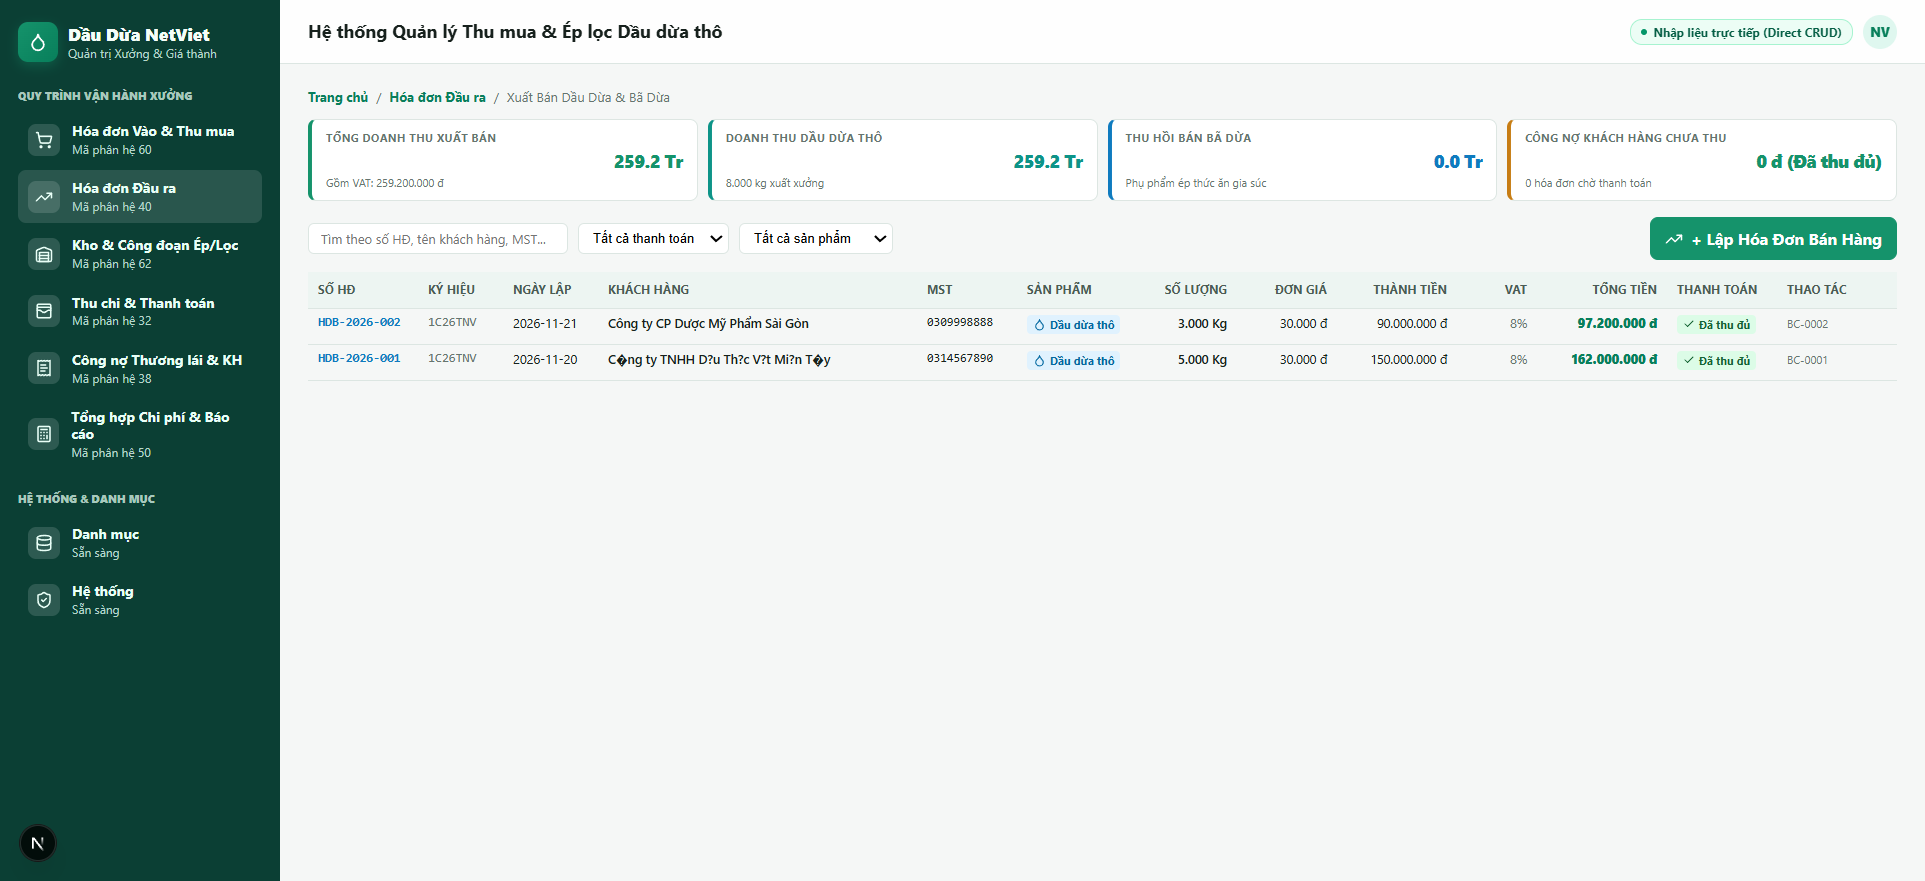 Dầu Dừa NetViet
Quản trị Xưởng & Giá thành
QUY TRÌNH VẬN HÀNH XƯỞNG
Hóa đơn Vào & Thu mua
Mã phân hệ 60
Hóa đơn Đầu ra
Mã phân hệ 40
Kho & Công đoạn Ép/Lọc
Mã phân hệ 62
Thu chi & Thanh toán
Mã phân hệ 32
Công nợ Thương lái & KH
Mã phân hệ 38
Tổng hợp Chi phí & Báo
cáo
Mã phân hệ 50
HỆ THỐNG & DANH MỤC
Danh mục
Sẵn sàng
Hệ thống
Sẵn sàng
N
Hệ thống Quản lý Thu mua & Ép lọc Dầu dừa thô
Nhập liệu trực tiếp (Direct CRUD)
NV
Trang chủ / Hóa đơn Đầu ra / Xuất Bán Dầu Dừa & Bã Dừa
TỔNG DOANH THU XUẤT BÁN
259.2 Tr
Gồm VAT: 259.200.000 đ
DOANH THU DẦU DỪA THÔ
259.2 Tr
8.000 kg xuất xưởng
THU HỒI BÁN BÃ DỪA
0.0 Tr
Phụ phẩm ép thức ăn gia súc
CÔNG NỢ KHÁCH HÀNG CHƯA THU
0 đ (Đã thu đủ)
0 hóa đơn chờ thanh toán
Tìm theo số HĐ, tên khách hàng, MST...
Tất cả thanh toán
Tất cả sản phẩm
+ Lập Hóa Đơn Bán Hàng
SỐ HĐ KÝ HIỆU NGÀY LẬP KHÁCH HÀNG MST SẢN PHẨM SỐ LƯỢNG ĐƠN GIÁ THÀNH TIỀN VAT TỔNG TIỀN THANH TOÁN THAO TÁC
HDB-2026-002 1C26TNV 2026-11-21 Công ty CP Dược Mỹ Phẩm Sài Gòn 0309998888 Dầu dừa thô 3.000 Kg 30.000 đ 90.000.000 đ 8% 97.200.000 đ Đã thu đủ BC-0002
HDB-2026-001 1C26TNV 2026-11-20 C�ng ty TNHH D?u Th?c V?t Mi?n T�y 0314567890 Dầu dừa thô 5.000 Kg 30.000 đ 150.000.000 đ 8% 162.000.000 đ Đã thu đủ BC-0001